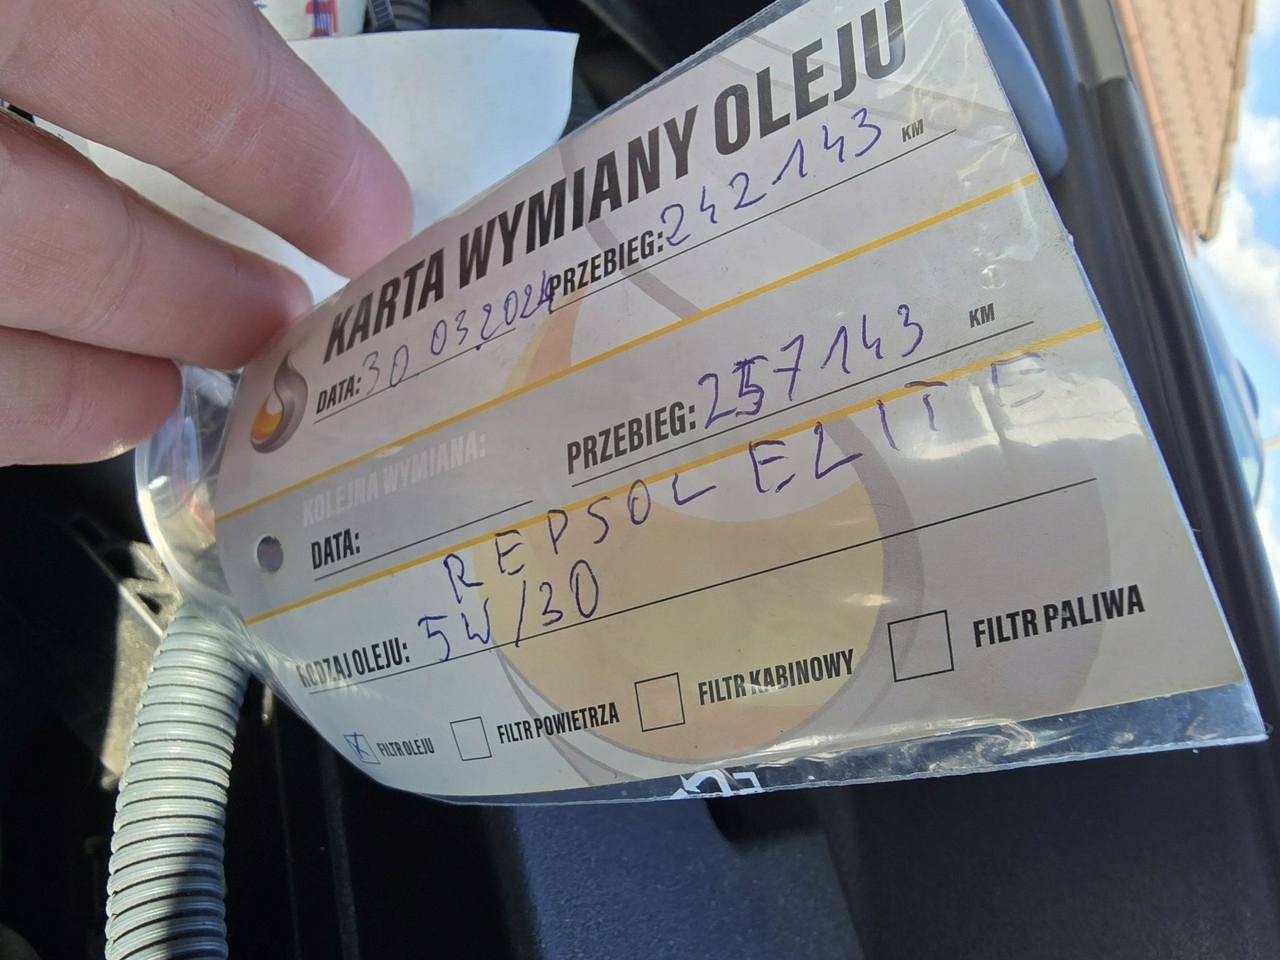 KARTA WYMIANY OLEJU
DATA: 30 03.2024 PRZEBIEG: 242143 KM
KOLEJNA WYMIANA:
DATA: PRZEBIEG: 257143 KM
REPSOL ELITE
RODZAJ OLEJU: 5W/30
FILTR OLEJU FILTR POWIETRZA FILTR KABINOWY FILTR PALIWA